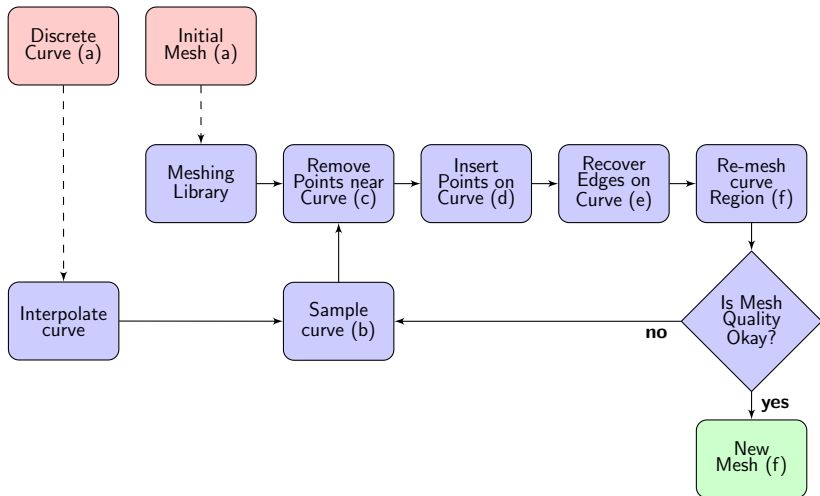 Discrete
Curve (a)
Initial
Mesh (a)
Meshing
Library
Remove
Points near
Curve (c)
Insert
Points on
Curve (d)
Recover
Edges on
Curve (e)
Re-mesh
curve
Region (f)
Interpolate
curve
Sample
curve (b)
no
Is Mesh
Quality
Okay?
yes
New
Mesh (f)